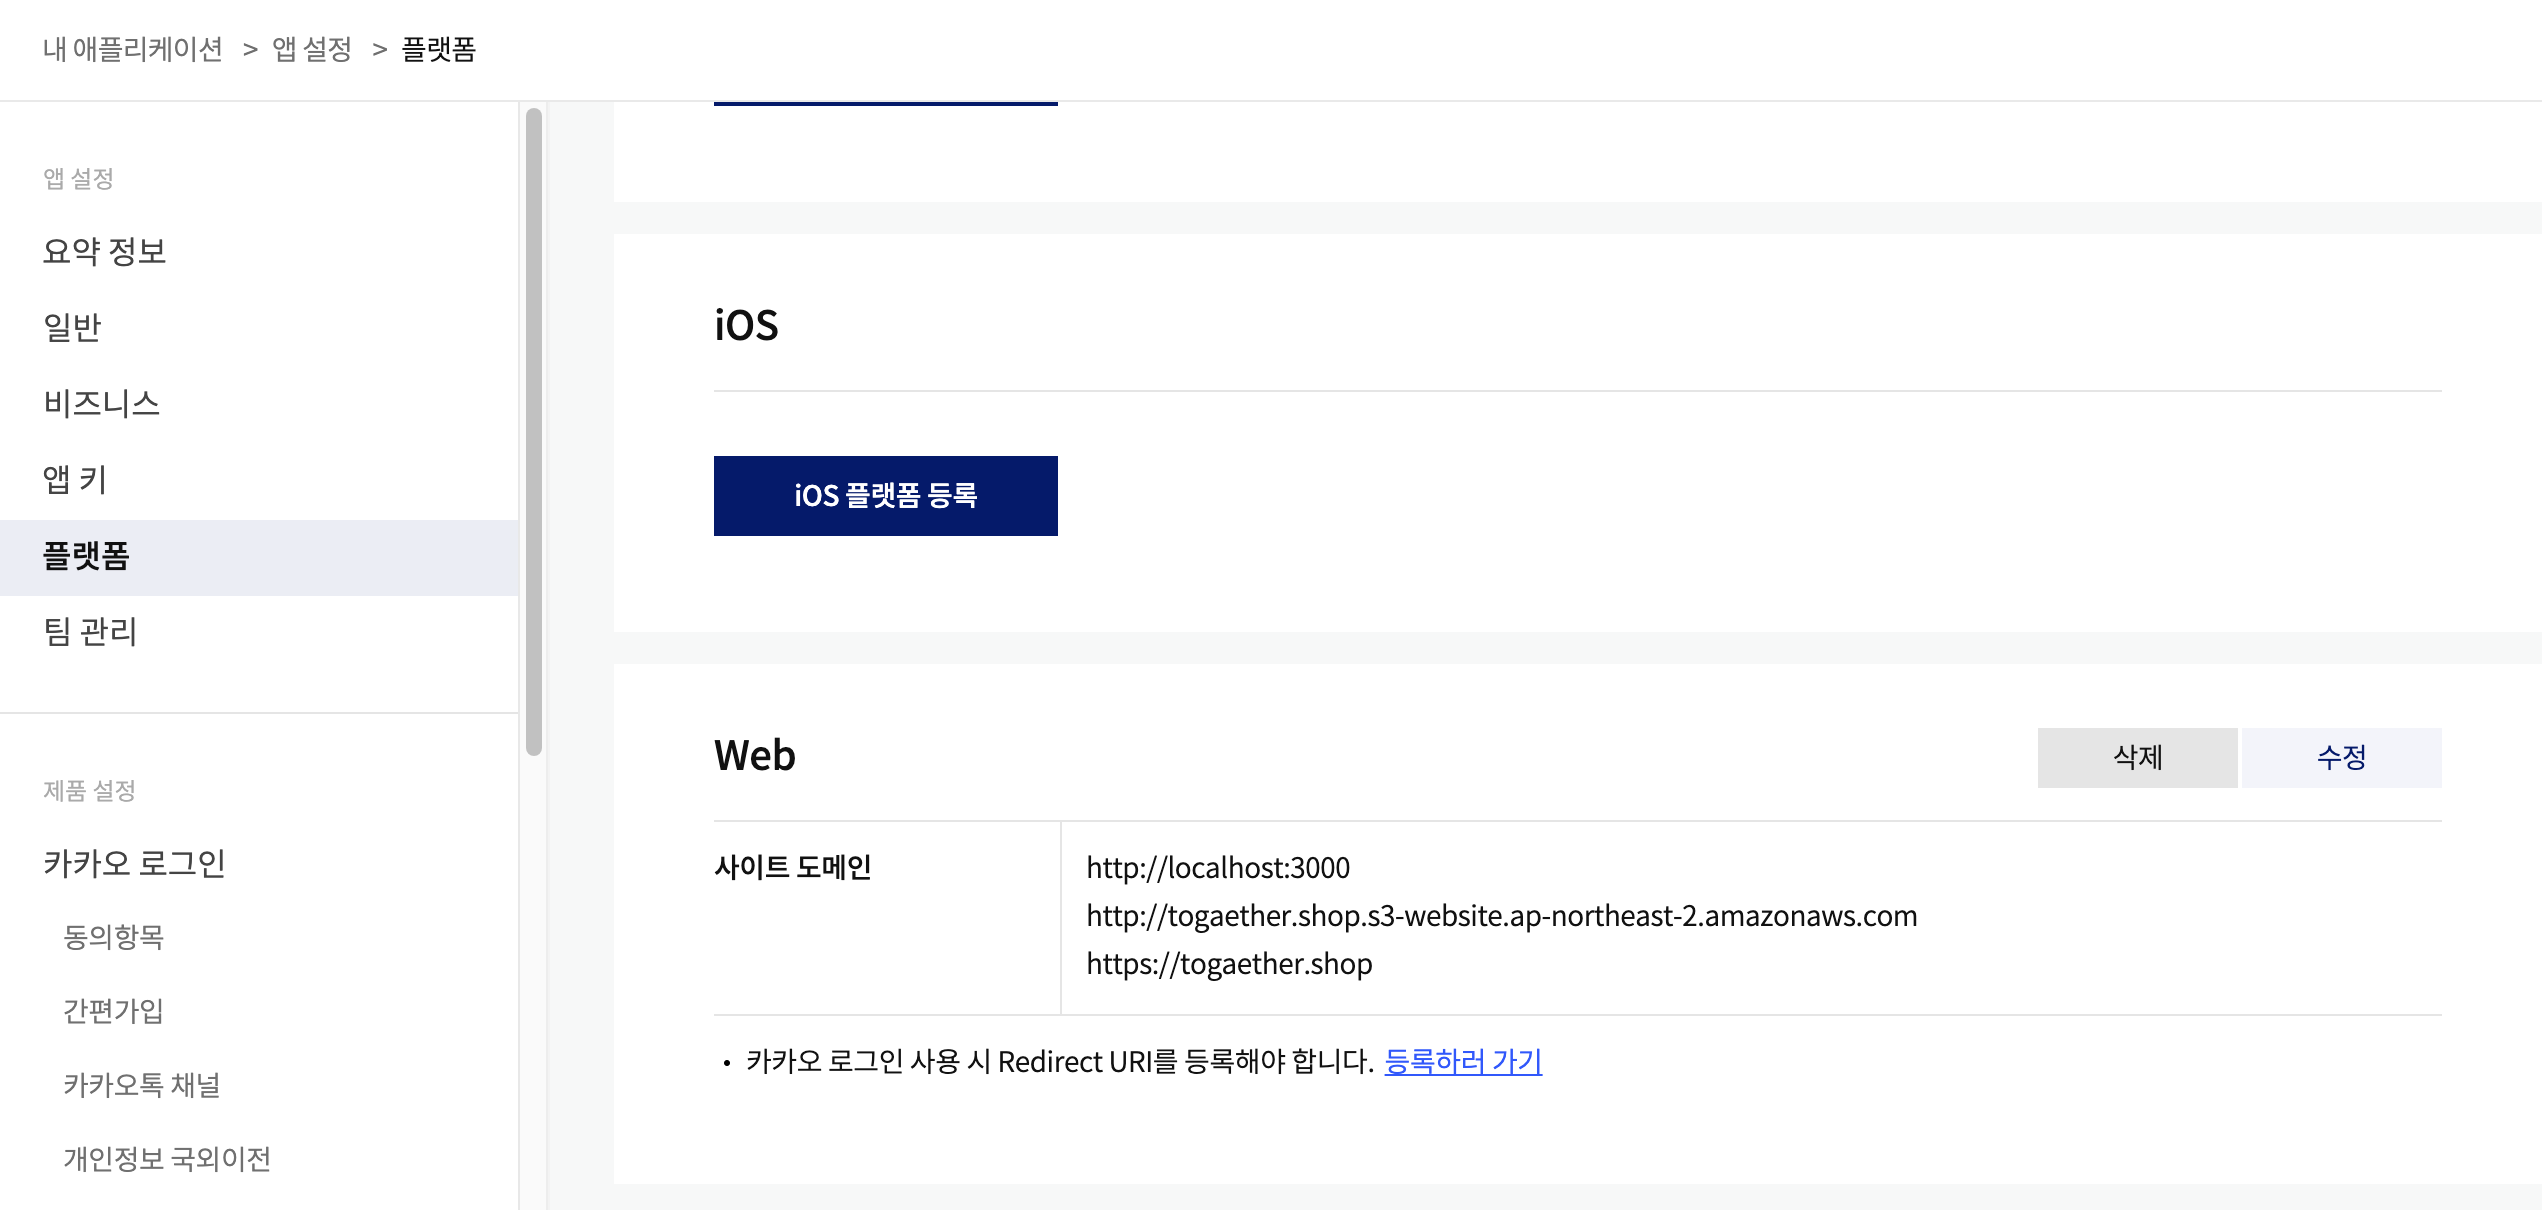 내 애플리케이션 > 앱 설정 > 플랫폼
앱 설정
요약 정보
일반
비즈니스
앱 키
플랫폼
팀 관리
제품 설정
카카오 로그인
동의항목
간편가입
카카오톡 채널
개인정보 국외이전
iOS
iOS 플랫폼 등록
Web
삭제
수정
사이트 도메인
http://localhost:3000
http://togaether.shop.s3-website.ap-northeast-2.amazonaws.com
https://togaether.shop
• 카카오 로그인 사용 시 Redirect URI를 등록해야 합니다. 등록하러 가기